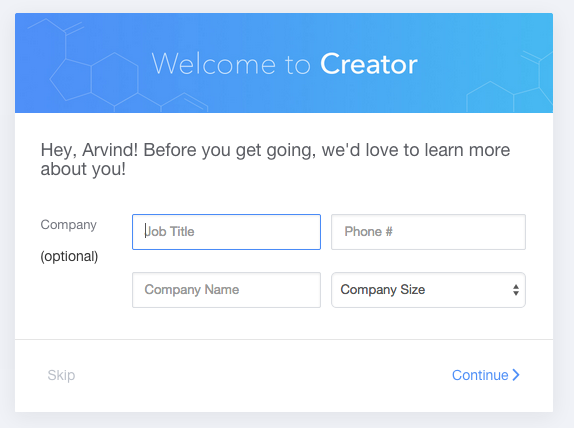 Welcome to Creator
Hey, Arvind! Before you get going, we'd love to learn more
about you!
Company
(optional)
Job Title
Phone #
Company Name
Company Size
Skip
Continue